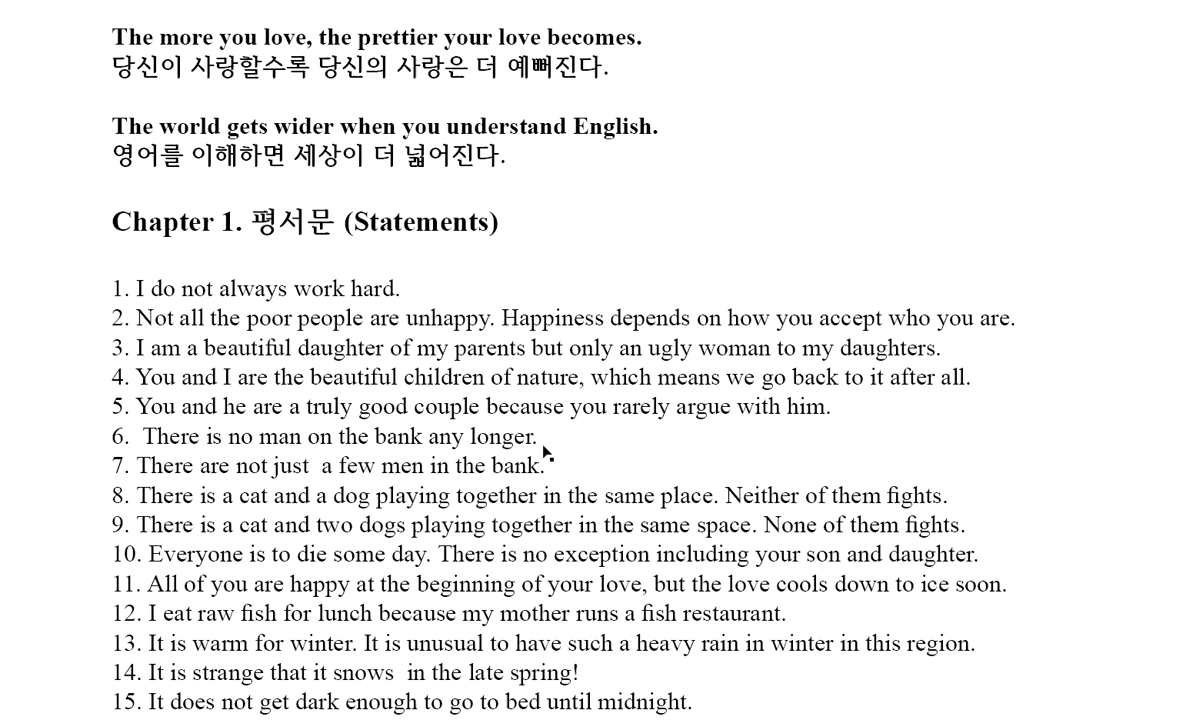 The more you love, the prettier your love becomes.
당신이 사랑할수록 당신의 사랑은 더 예뻐진다.
The world gets wider when you understand English.
영어를 이해하면 세상이 더 넓어진다.
Chapter 1. 평서문 (Statements)
1. I do not always work hard.
2. Not all the poor people are unhappy. Happiness depends on how you accept who you are.
3. I am a beautiful daughter of my parents but only an ugly woman to my daughters.
4. You and I are the beautiful children of nature, which means we go back to it after all.
5. You and he are a truly good couple because you rarely argue with him.
6.  There is no man on the bank any longer.
7. There are not just  a few men in the bank.
8. There is a cat and a dog playing together in the same place. Neither of them fights.
9. There is a cat and two dogs playing together in the same space. None of them fights.
10. Everyone is to die some day. There is no exception including your son and daughter.
11. All of you are happy at the beginning of your love, but the love cools down to ice soon.
12. I eat raw fish for lunch because my mother runs a fish restaurant.
13. It is warm for winter. It is unusual to have such a heavy rain in winter in this region.
14. It is strange that it snows  in the late spring!
15. It does not get dark enough to go to bed until midnight.